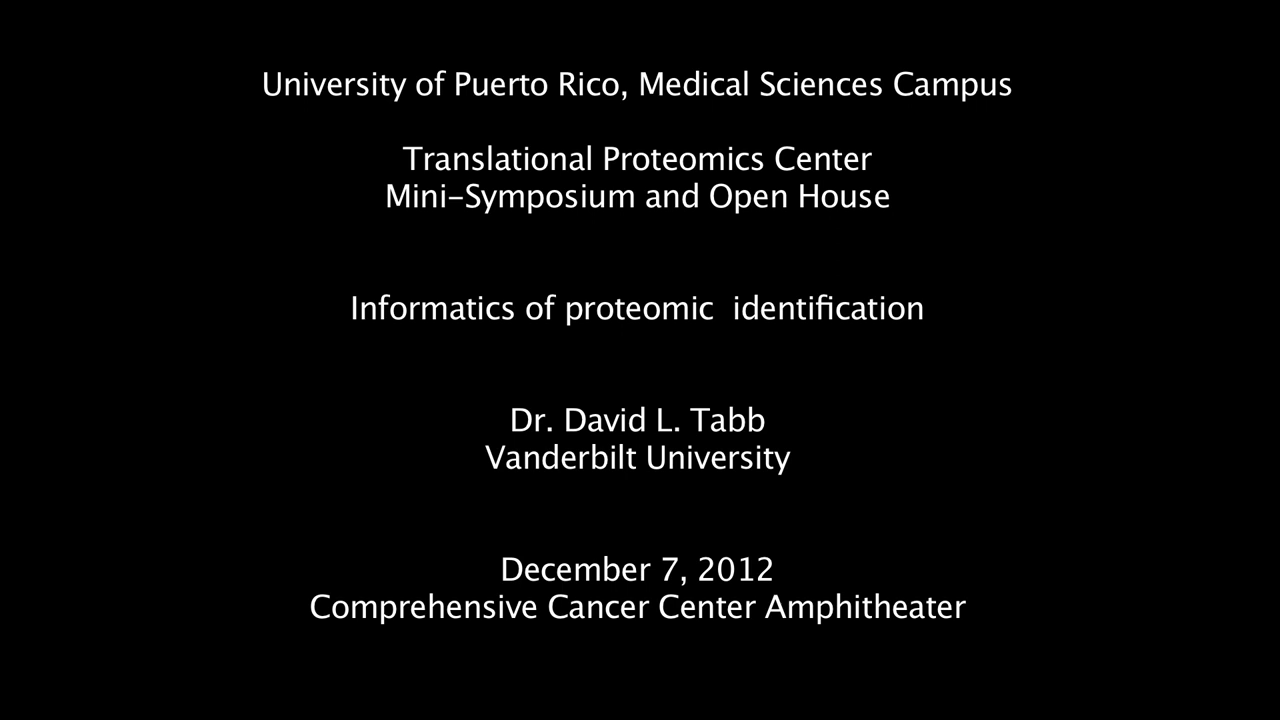 University of Puerto Rico, Medical Sciences Campus
Translational Proteomics Center
Mini-Symposium and Open House
Informatics of proteomic  identification
Dr. David L. Tabb
Vanderbilt University
December 7, 2012
Comprehensive Cancer Center Amphitheater